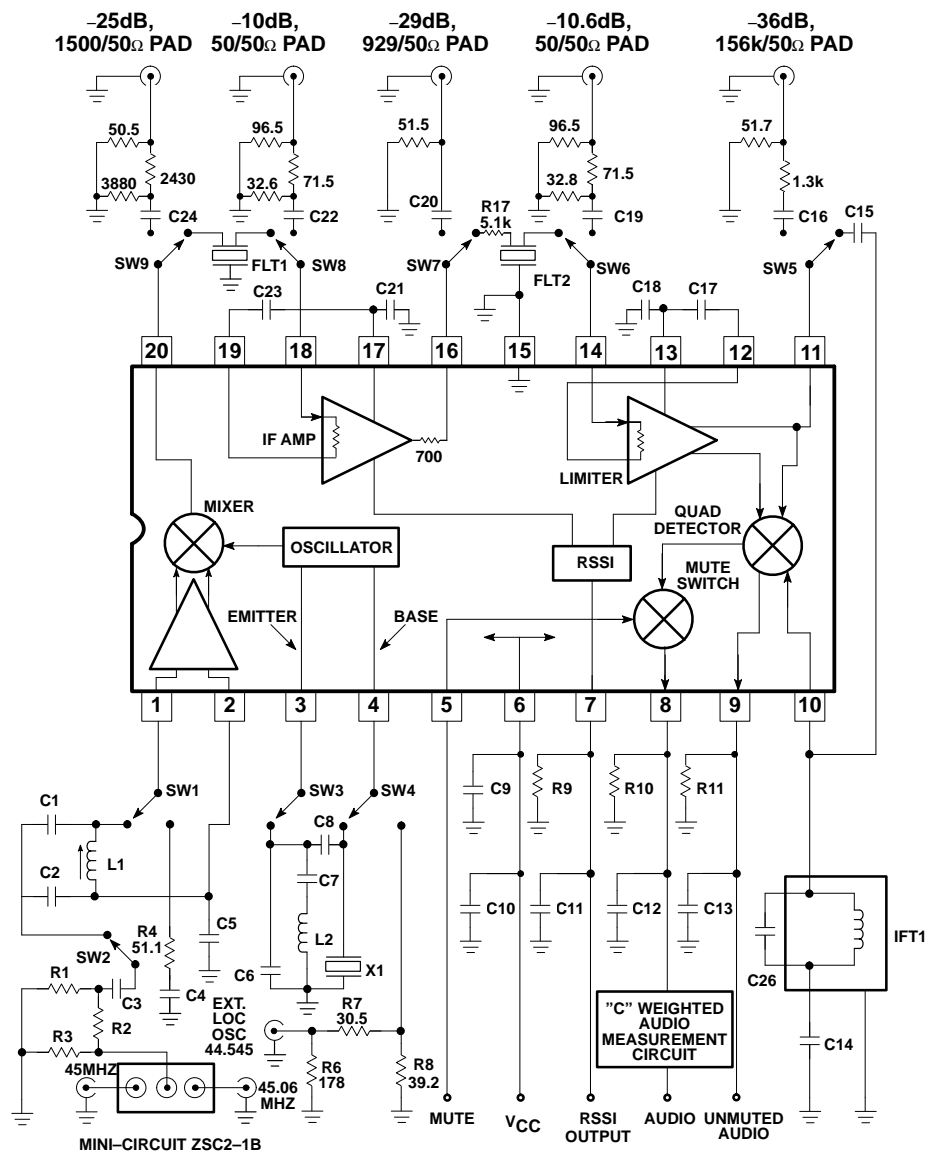 –25dB,
1500/50Ω PAD
–10dB,
50/50Ω PAD
–29dB,
929/50Ω PAD
–10.6dB,
50/50Ω PAD
–36dB,
156k/50Ω PAD
50.5
2430
3880
C24
96.5
71.5
32.6
C22
51.5
C20
96.5
71.5
32.8
C19
51.7
1.3k
C16
C15
R17
5.1k
SW9
FLT1
SW8
SW7
FLT2
SW6
SW5
C23
C21
C18
C17
20
19
18
17
16
15
14
13
12
11
IF AMP
700
LIMITER
MIXER
OSCILLATOR
RSSI
QUAD
DETECTOR
MUTE
SWITCH
EMITTER
BASE
1
2
3
4
5
6
7
8
9
10
SW1
SW3
SW4
C1
L1
C2
C8
C7
L2
C9
R9
R10
R11
C5
R4
51.1
SW2
C6
X1
C10
C11
C12
C13
IFT1
C26
R1
C3
C4
R2
R3
EXT.
LOC
OSC
44.545
R7
30.5
R6
178
R8
39.2
"C" WEIGHTED
AUDIO
MEASUREMENT
CIRCUIT
C14
45MHZ
45.06
MHZ
MINI–CIRCUIT ZSC2–1B
MUTE
VCC
RSSI
OUTPUT
AUDIO
UNMUTED
AUDIO